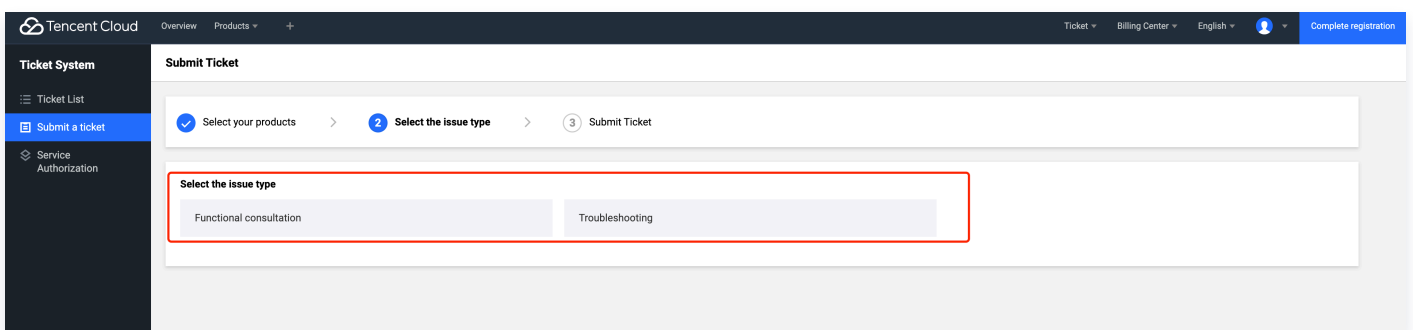 Tencent Cloud Overview Products + Ticket Billing Center English Complete registration
Ticket System
Ticket List
Submit a ticket
Service
Authorization
Submit Ticket
Select your products > 2 Select the issue type > 3 Submit Ticket
Select the issue type
Functional consultation Troubleshooting